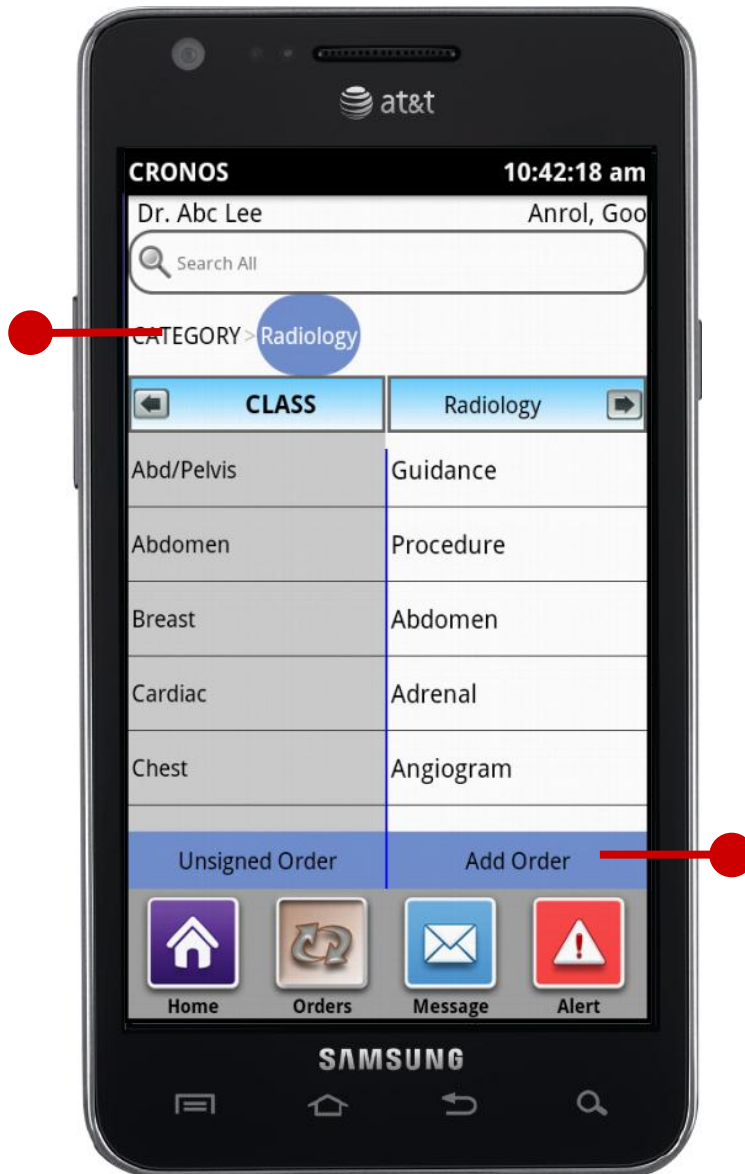 at&t
CRONOS 10:42:18 am
Dr. Abc Lee Anrol, Goo
Search All
CATEGORY > Radiology
CLASS Radiology
Abd/Pelvis Guidance
Abdomen Procedure
Breast Abdomen
Cardiac Adrenal
Chest Angiogram
Unsigned Order Add Order
Home Orders Message Alert
SAMSUNG